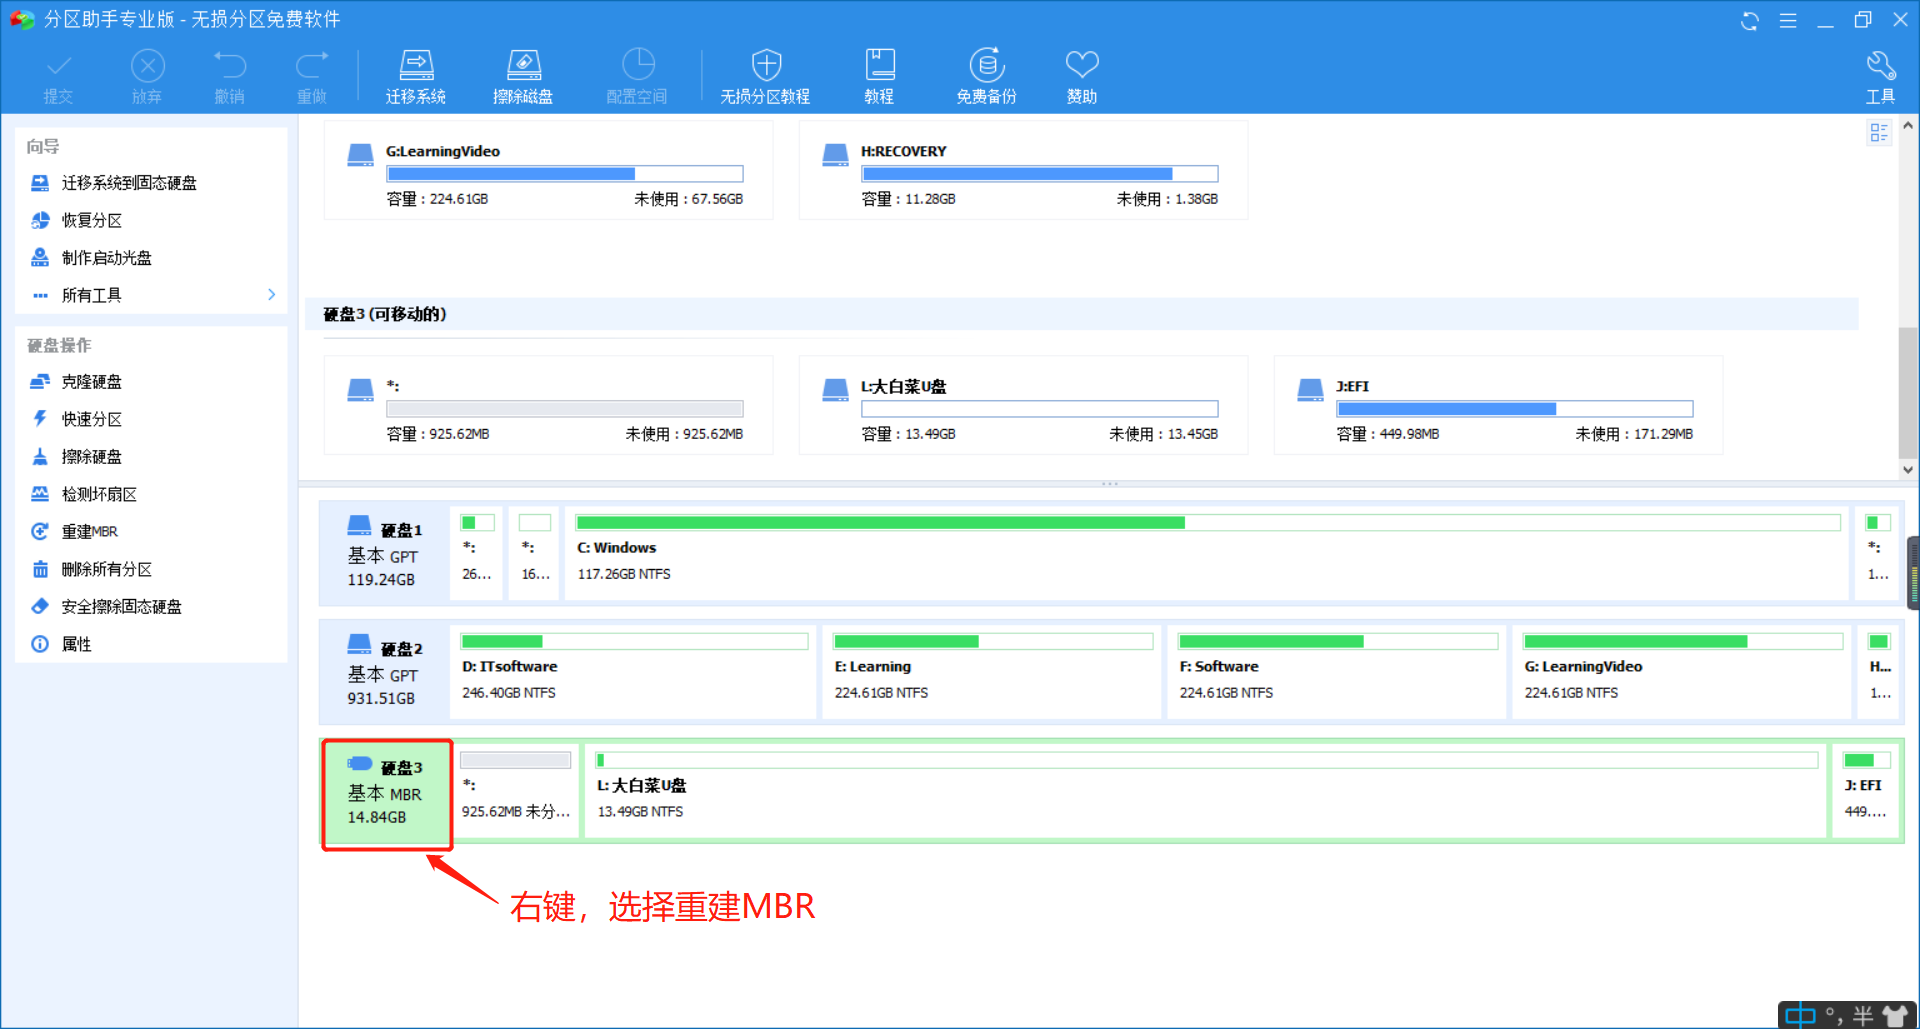 分区助手专业版 - 无损分区免费软件
提交 放弃 撤销 重做 迁移系统 擦除磁盘 配置空间 无损分区教程 教程 免费备份 赞助 工具
向导
迁移系统到固态硬盘
恢复分区
制作启动光盘
所有工具
硬盘操作
克隆硬盘
快速分区
擦除硬盘
检测坏扇区
重建MBR
删除所有分区
安全擦除固态硬盘
属性
G:LearningVideo
容量：224.61GB 未使用：67.56GB
H:RECOVERY
容量：11.28GB 未使用：1.38GB
硬盘3 (可移动的)
*:
容量：925.62MB 未使用：925.62MB
L:大白菜U盘
容量：13.49GB 未使用：13.45GB
J:EFI
容量：449.98MB 未使用：171.29MB
硬盘1
基本 GPT
119.24GB
*:
26...
*:
16...
C: Windows
117.26GB NTFS
*:
1...
硬盘2
基本 GPT
931.51GB
D: ITsoftware
246.40GB NTFS
E: Learning
224.61GB NTFS
F: Software
224.61GB NTFS
G: LearningVideo
224.61GB NTFS
H...
1...
硬盘3
基本 MBR
14.84GB
*:
925.62MB 未分...
L: 大白菜U盘
13.49GB NTFS
J: EFI
449....
右键，选择重建MBR
中 °, 半